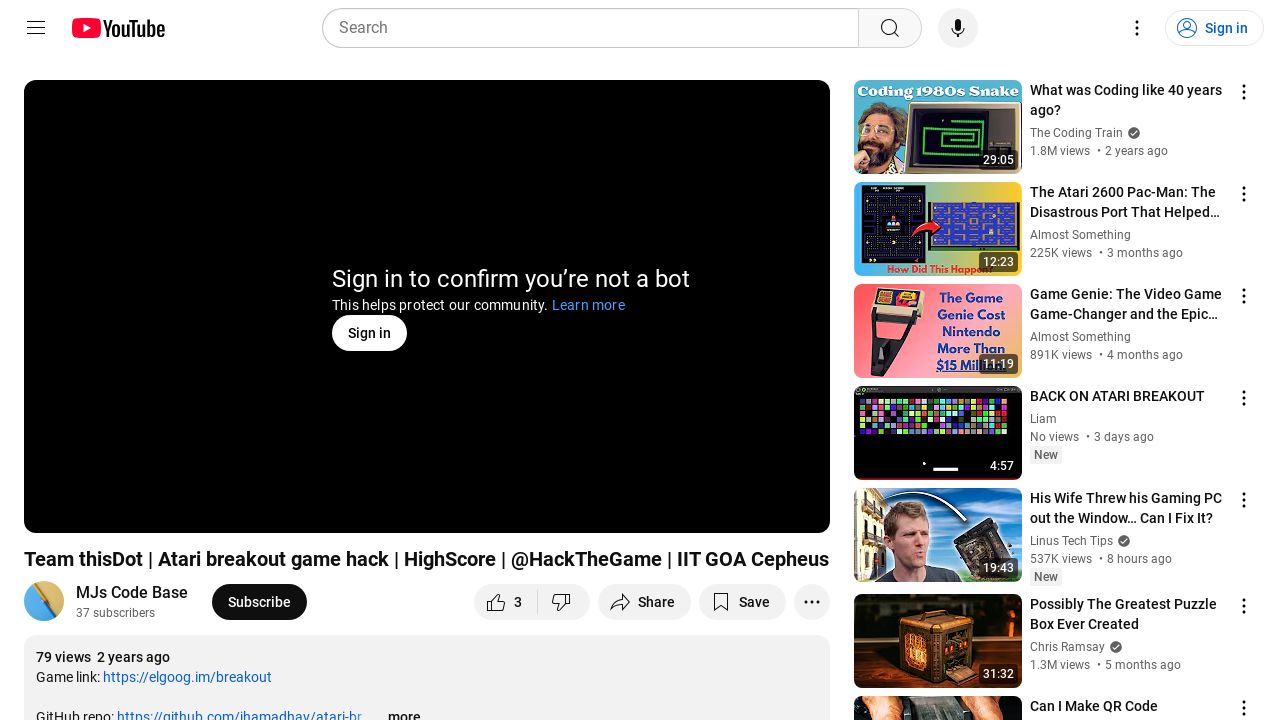 YouTube
Search
Sign in
Sign in to confirm you’re not a bot
This helps protect our community. Learn more
Sign in
Team thisDot | Atari breakout game hack | HighScore | @HackTheGame | IIT GOA Cepheus
MJs Code Base
37 subscribers
Subscribe
3
Share
Save
79 views 2 years ago
Game link: https://elgoog.im/breakout
GitHub repo: https://github.com/ihamadhav/atari-br...
...more
Coding 1980s Snake
29:05
What was Coding like 40 years
ago?
The Coding Train
1.8M views • 2 years ago
How Did This Happen?
12:23
The Atari 2600 Pac-Man: The
Disastrous Port That Helped…
Almost Something
225K views • 3 months ago
The Game
Genie Cost
Nintendo
More Than
$15 Million
11:19
Game Genie: The Video Game
Game-Changer and the Epic…
Almost Something
891K views • 4 months ago
4:57
BACK ON ATARI BREAKOUT
Liam
No views • 3 days ago
New
19:43
His Wife Threw his Gaming PC
out the Window… Can I Fix It?
Linus Tech Tips
537K views • 8 hours ago
New
31:32
Possibly The Greatest Puzzle
Box Ever Created
Chris Ramsay
1.3M views • 5 months ago
Can I Make QR Code